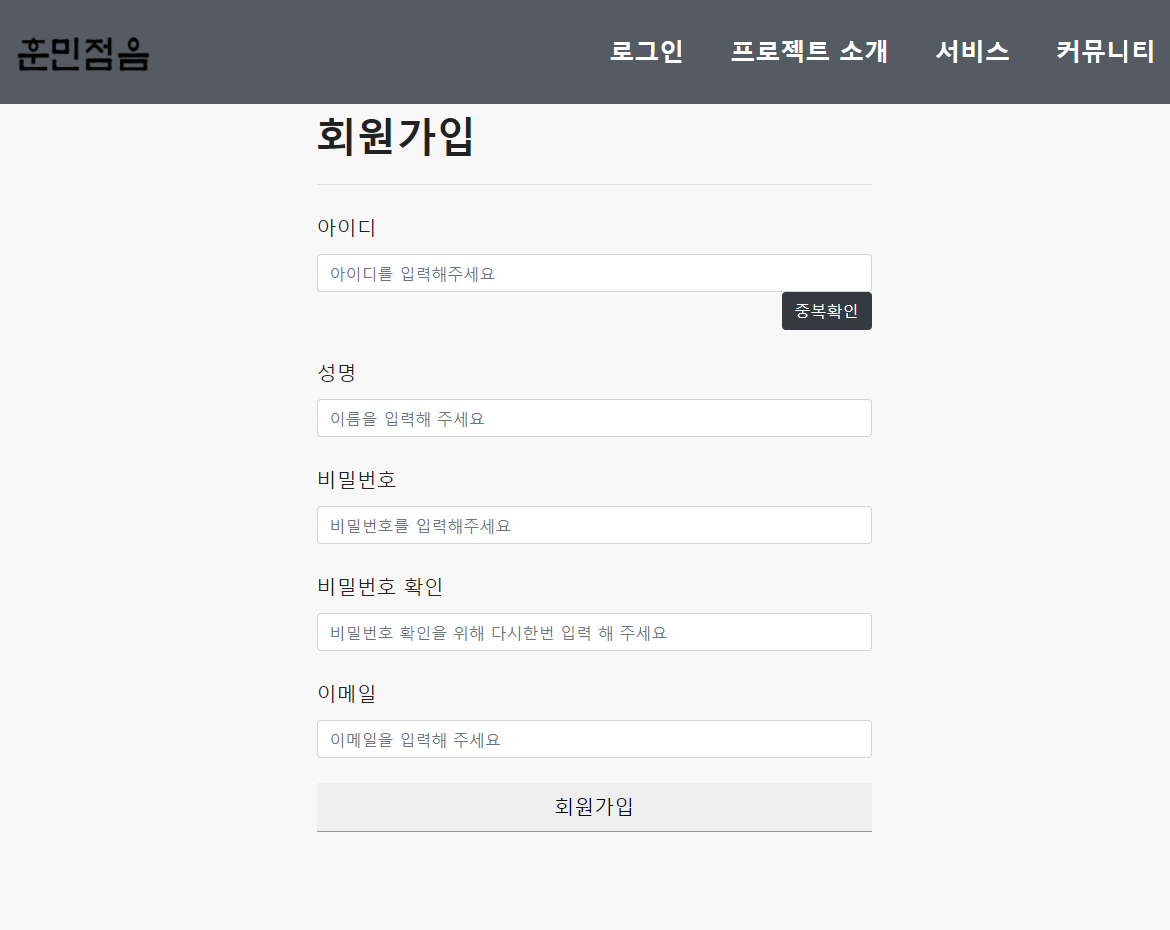 훈민점음
로그인 프로젝트 소개 서비스 커뮤니티
회원가입
아이디
아이디를 입력해주세요
중복확인
성명
이름을 입력해 주세요
비밀번호
비밀번호를 입력해주세요
비밀번호 확인
비밀번호 확인을 위해 다시한번 입력 해 주세요
이메일
이메일을 입력해 주세요
회원가입